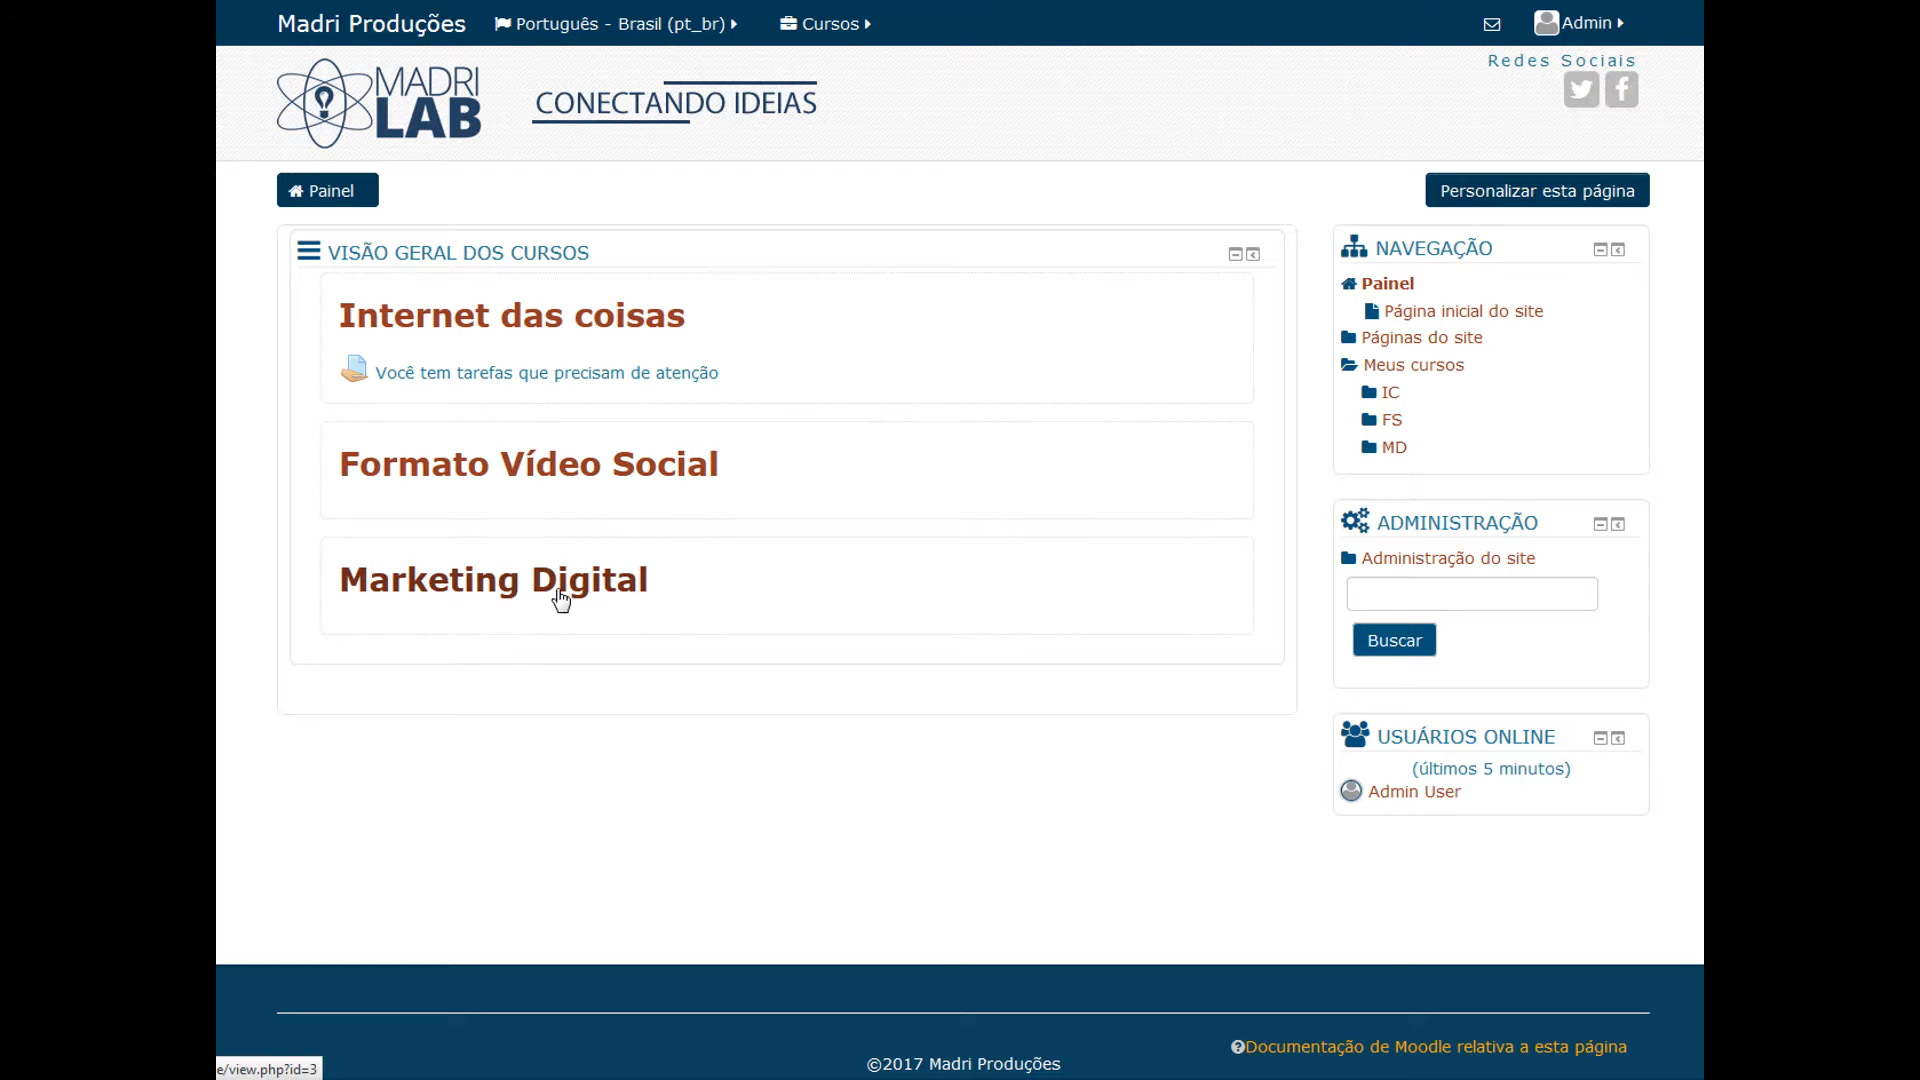 Madri Produções
Português - Brasil (pt_br)
Cursos
Admin
MADRI
LAB
CONECTANDO IDEIAS
Redes Sociais
Painel
Personalizar esta página
VISÃO GERAL DOS CURSOS
Internet das coisas
Você tem tarefas que precisam de atenção
Formato Vídeo Social
Marketing Digital
NAVEGAÇÃO
Painel
Página inicial do site
Páginas do site
Meus cursos
IC
FS
MD
ADMINISTRAÇÃO
Administração do site
Buscar
USUÁRIOS ONLINE
(últimos 5 minutos)
Admin User
Documentação de Moodle relativa a esta página
©2017 Madri Produções
e/view.php?id=3